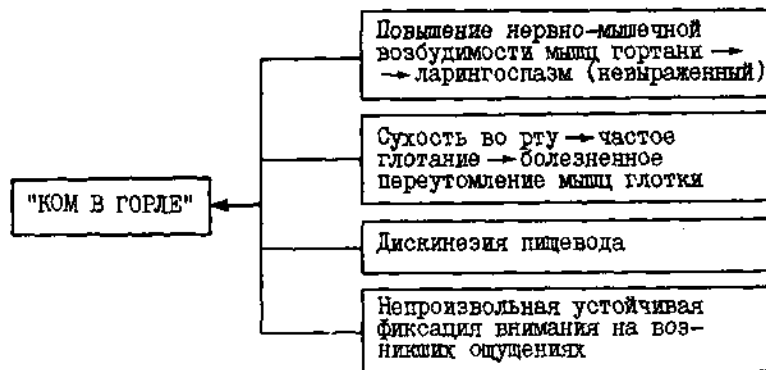 Повышение нервно-мышечной
возбудимости мышц гортани →
→ ларингоспазм (невыраженный)
Сухость во рту → частое
глотание → болезненное
переутомление мышц глотки
"КОМ В ГОРЛЕ"
Дискинезия пищевода
Непроизвольная устойчивая
фиксация внимания на воз-
никших ощущениях